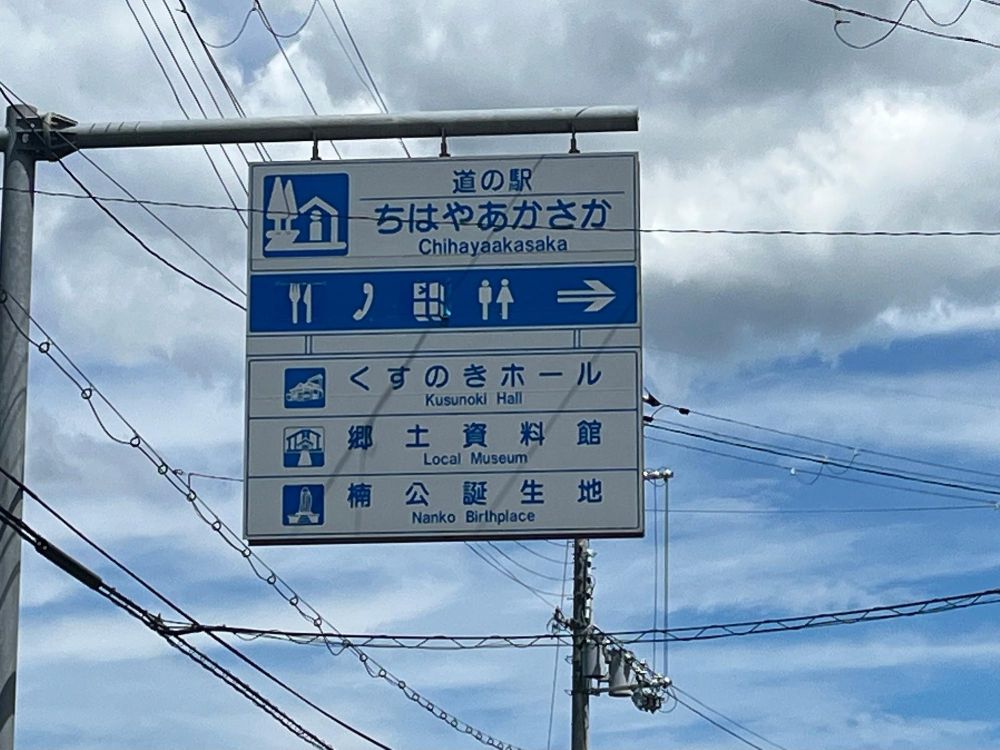 道の駅
ちはやあかさか
Chihayaakasaka
くすのきホール
Kusunoki Hall
郷土資料館
Local Museum
楠公誕生地
Nanko Birthplace